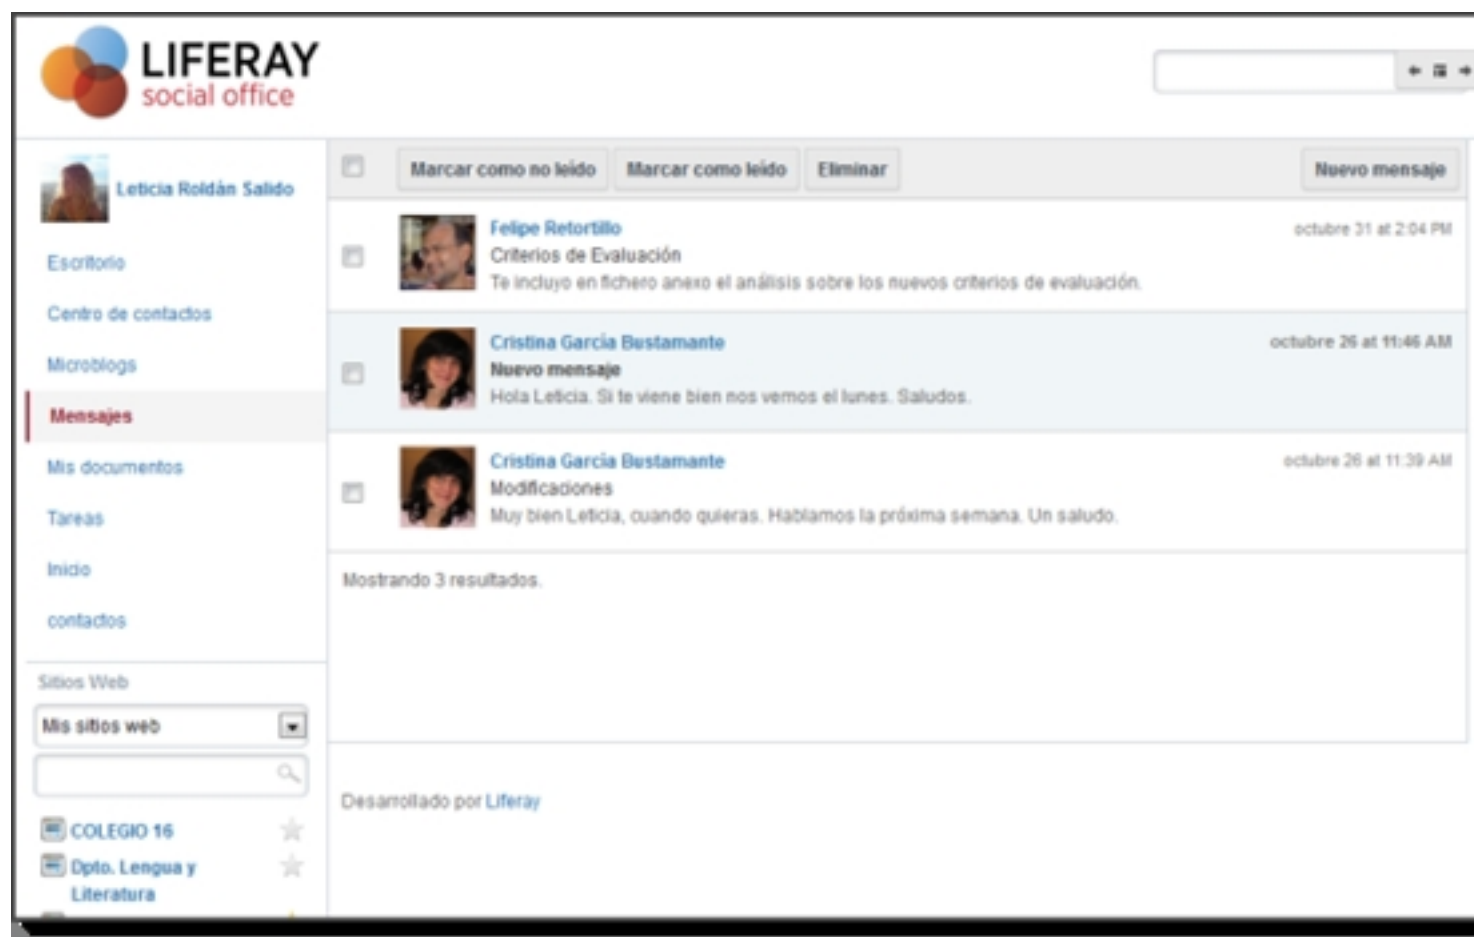 LIFERAY
social office
Leticia Roldán Salido
Escritorio
Centro de contactos
Microblogs
Mensajes
Mis documentos
Tareas
Inicio
contactos
Sitios Web
Mis sitios web
COLEGIO 16
Dpto. Lengua y
Literatura
Marcar como no leído Marcar como leído Eliminar Nuevo mensaje
Felipe Retortillo octubre 31 at 2:04 PM
Criterios de Evaluación
Te incluyo en fichero anexo el análisis sobre los nuevos criterios de evaluación.
Cristina García Bustamante octubre 26 at 11:46 AM
Nuevo mensaje
Hola Leticia. Si te viene bien nos vemos el lunes. Saludos.
Cristina García Bustamante octubre 26 at 11:39 AM
Modificaciones
Muy bien Leticia, cuando quieras. Hablamos la próxima semana. Un saludo.
Mostrando 3 resultados.
Desarrollado por Liferay